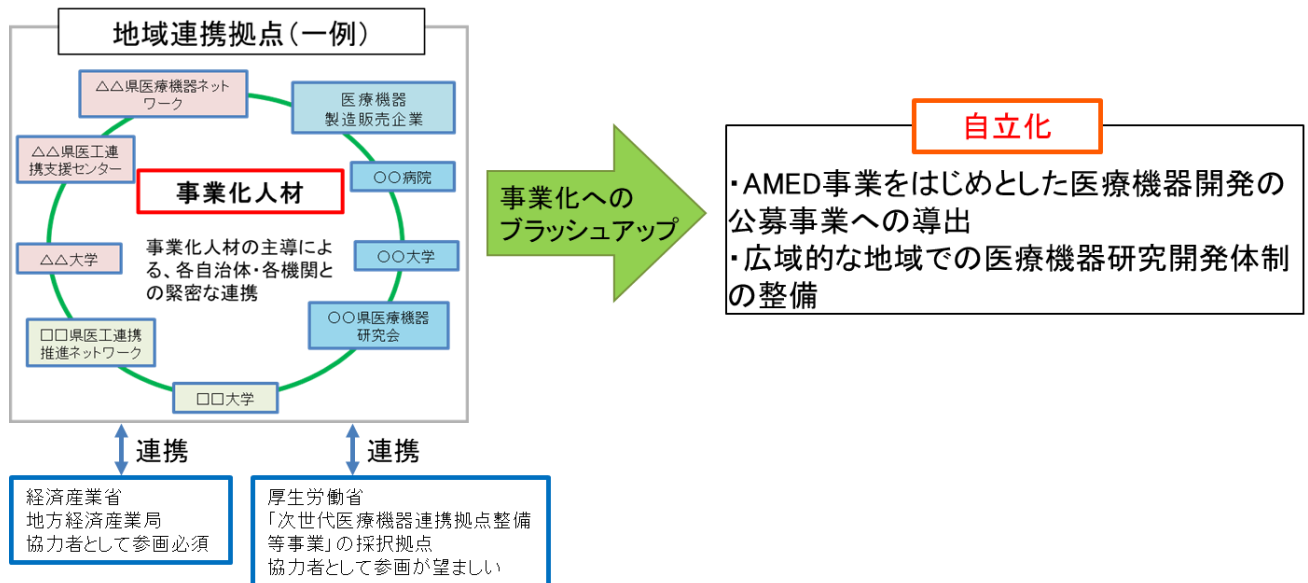 地域連携拠点(一例)
△△県医療機器ネット
ワーク
医療機器
製造販売企業
△△県医工連
携支援センター
〇〇病院
事業化人材
事業化人材の主導によ
る、各自治体・各機関と
の緊密な連携
△△大学
〇〇大学
□□県医工連携
推進ネットワーク
〇〇県医療機器
研究会
□□大学
連携
連携
経済産業省
地方経済産業局
協力者として参画必須
厚生労働省
「次世代医療機器連携拠点整備
等事業」の採択拠点
協力者として参画が望ましい
事業化への
ブラッシュアップ
自立化
・AMED事業をはじめとした医療機器開発の
公募事業への導出
・広域的な地域での医療機器研究開発体制
の整備